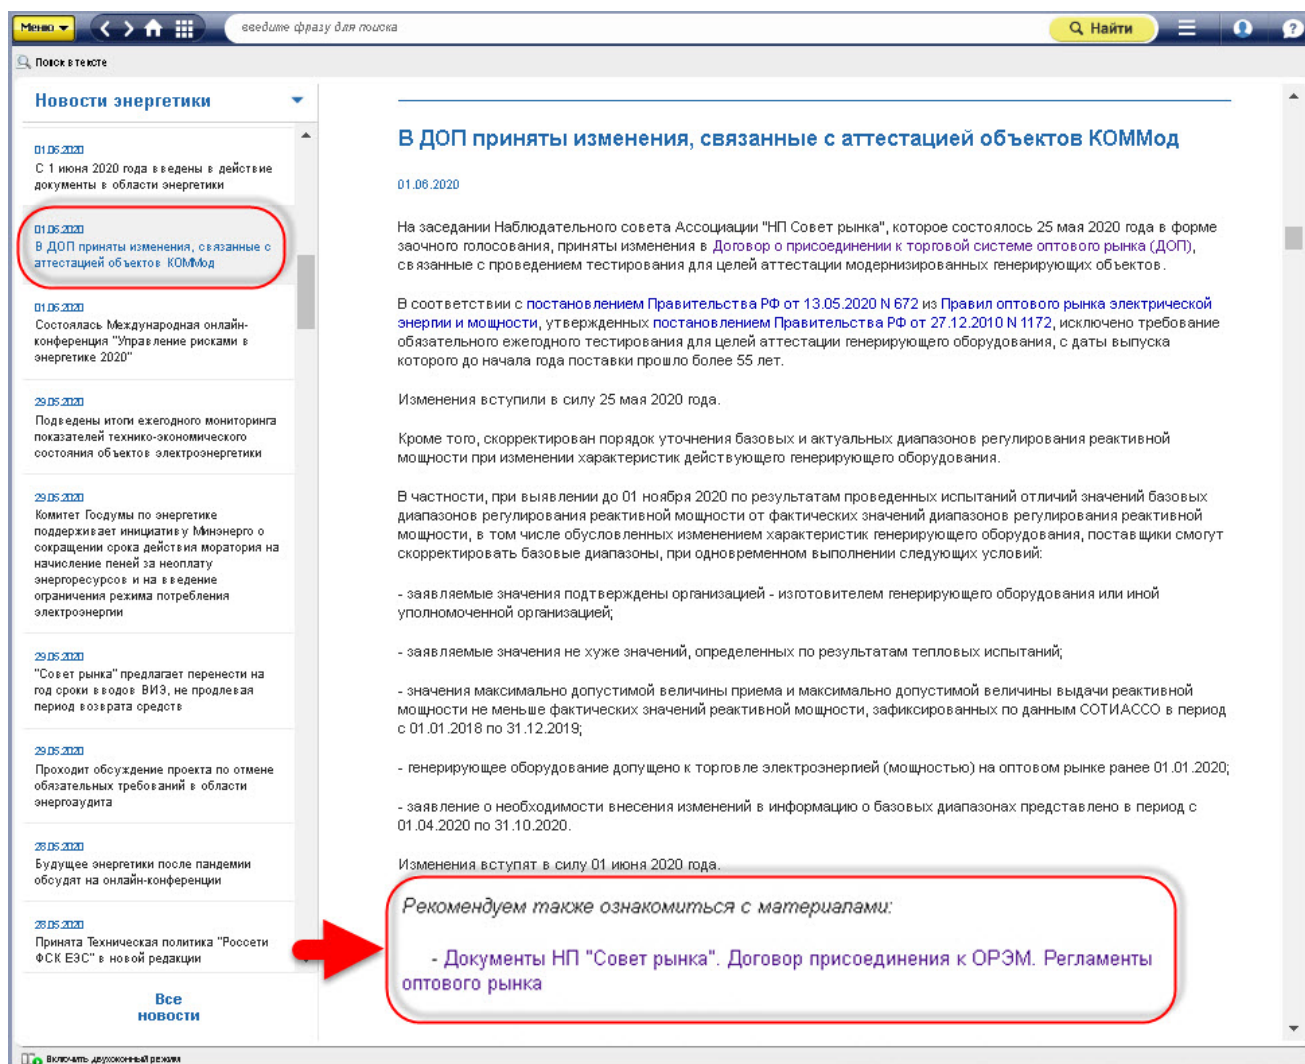 Меню
введите фразу для поиска
Найти
?
Поиск в тексте
Новости энергетики
01.06.2020
С 1 июня 2020 года введены в действие
документы в области энергетики
01.06.2020
В ДОП приняты изменения, связанные с
аттестацией объектов КОММод
01.06.2020
Состоялась Международная онлайн-
конференция "Управление рисками в
энергетике 2020"
29.05.2020
Подведены итоги ежегодного мониторинга
показателей технико-экономического
состояния объектов электроэнергетики
29.05.2020
Комитет Госдумы по энергетике
поддерживает инициативу Минэнерго о
сокращении срока действия моратория на
начисление пеней за неоплату
энергоресурсов и на введение
ограничения режима потребления
электроэнергии
29.05.2020
"Совет рынка" предлагает перенести на
год сроки вводов ВИЭ, не продлевая
период возврата средств
29.05.2020
Проходит обсуждение проекта по отмене
обязательных требований в области
энергоаудита
28.05.2020
Будущее энергетики после пандемии
обсудят на онлайн-конференции
28.05.2020
Принята Техническая политика "Россети
ФСК ЕЭС" в новой редакции
Все
новости
В ДОП приняты изменения, связанные с аттестацией объектов КОММод
01.06.2020
На заседании Наблюдательного совета Ассоциации "НП Совет рынка", которое состоялось 25 мая 2020 года в форме
заочного голосования, приняты изменения в Договор о присоединении к торговой системе оптового рынка (ДОП),
связанные с проведением тестирования для целей аттестации модернизированных генерирующих объектов.
В соответствии с постановлением Правительства РФ от 13.05.2020 N 672 из Правил оптового рынка электрической
энергии и мощности, утвержденных постановлением Правительства РФ от 27.12.2010 N 1172, исключено требование
обязательного ежегодного тестирования для целей аттестации генерирующего оборудования, с даты выпуска
которого до начала года поставки прошло более 55 лет.
Изменения вступили в силу 25 мая 2020 года.
Кроме того, скорректирован порядок уточнения базовых и актуальных диапазонов регулирования реактивной
мощности при изменении характеристик действующего генерирующего оборудования.
В частности, при выявлении до 01 ноября 2020 по результатам проведенных испытаний отличий значений базовых
диапазонов регулирования реактивной мощности от фактических значений диапазонов регулирования реактивной
мощности, в том числе обусловленных изменением характеристик генерирующего оборудования, поставщики смогут
скорректировать базовые диапазоны, при одновременном выполнении следующих условий:
- заявляемые значения подтверждены организацией - изготовителем генерирующего оборудования или иной
уполномоченной организацией;
- заявляемые значения не хуже значений, определенных по результатам тепловых испытаний;
- значения максимально допустимой величины приема и максимально допустимой величины выдачи реактивной
мощности не меньше фактических значений реактивной мощности, зафиксированных по данным СОТИАССО в период
с 01.01.2018 по 31.12.2019;
- генерирующее оборудование допущено к торговле электроэнергией (мощностью) на оптовом рынке ранее 01.01.2020;
- заявление о необходимости внесения изменений в информацию о базовых диапазонах представлено в период с
01.04.2020 по 31.10.2020.
Изменения вступят в силу 01 июня 2020 года.
Рекомендуем также ознакомиться с материалами:
- Документы НП "Совет рынка". Договор присоединения к ОРЭМ. Регламенты
оптового рынка
Включить двухоконный режим